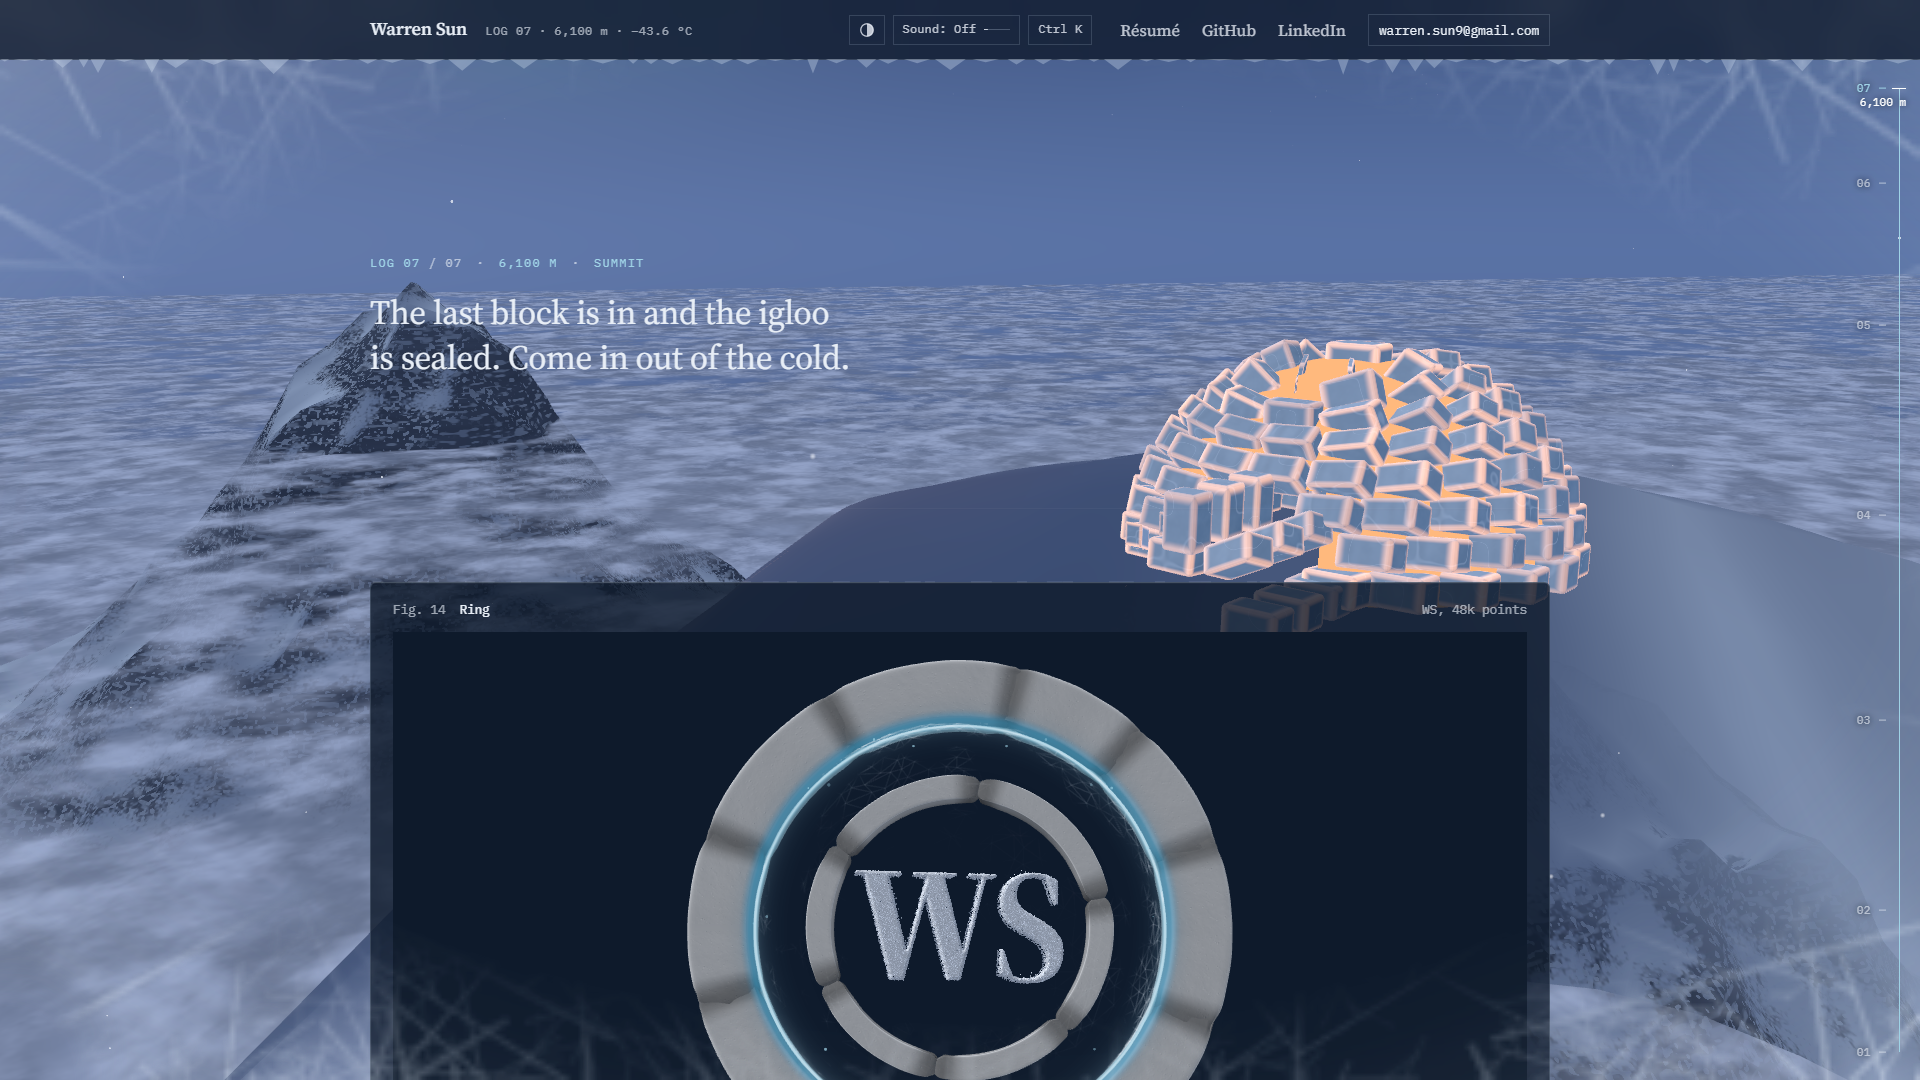 Warren Sun
LOG 07 · 6,100 m · −43.6 °C
Sound: Off
Ctrl K
Résumé
GitHub
LinkedIn
warren.sun9@gmail.com
07
6,100 m
06
05
04
03
02
01
LOG 07 / 07 · 6,100 M · SUMMIT
The last block is in and the igloo
is sealed. Come in out of the cold.
Fig. 14 Ring
WS, 48k points
WS